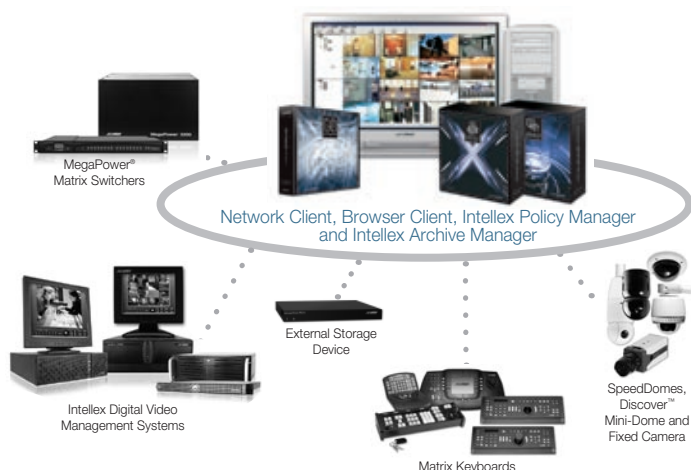 MegaPower®
Matrix Switchers
Network Client, Browser Client, Intellex Policy Manager
and Intellex Archive Manager
External Storage
Device
Intellex Digital Video
Management Systems
SpeedDomes,
Discover™
Mini-Dome and
Fixed Camera
Matrix Keyboards